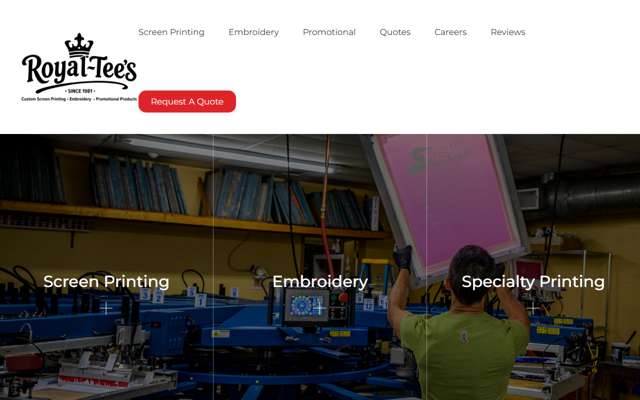 Screen Printing
Embroidery
Promotional
Quotes
Careers
Reviews
Royal-Tee's
• SINCE 1981 •
Custom Screen Printing • Embroidery • Promotional Products
Request A Quote
Screen Printing
Embroidery
Specialty Printing